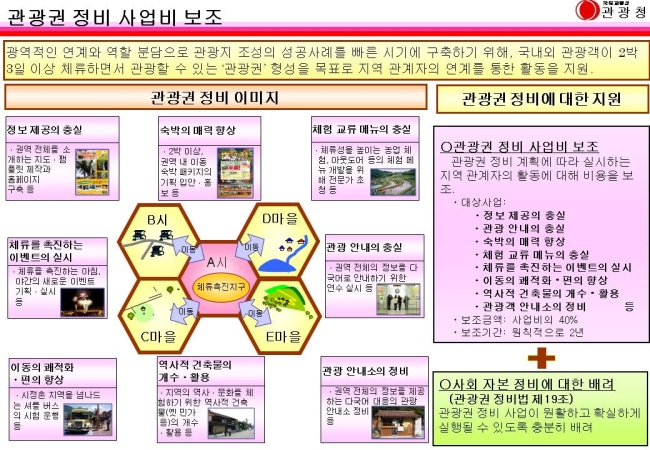 관광권 정비 사업비 보조
국토교통성
관광청
광역적인 연계와 역할 분담으로 관광지 조성의 성공사례를 빠른 시기에 구축하기 위해, 국내외 관광객이 2박
3일 이상 체류하면서 관광할 수 있는 '관광권' 형성을 목표로 지역 관계자의 연계를 통한 활동을 지원.
관광권 정비 이미지
정보 제공의 충실
· 권역 전체를 소
개하는 지도 · 팸
플릿 제작과
홈페이지
구축 등
숙박의 매력 향상
· 2박 이상,
권역 내 이동
숙박 패키지의
기획 입안 · 홍
보 등
체험 교류 메뉴의 충실
· 체류성을 높이는 농업 체
험, 아웃도어 등의 체험 메
뉴 개발을 위
해 전문가 초
청 등
체류를 촉진하는
이벤트의 실시
· 체류를 촉진하는 아침,
야간의 새로운 이벤트
기획 · 실시
등
B시
D마을
이동
이동
A시
체류촉진지구
이동
이동
C마을
E마을
관광 안내의 충실
· 권역 전체의 정보를 다
국어로 안내하기 위한
연수 실시 등
이동의 쾌적화
· 편의 향상
· 시정촌 지역을 넘나드
는 셔틀 버스
의 시험 운행
등
역사적 건축물의
개수 · 활용
· 지역의 역사 · 문화를 체
험하기 위한 역사적 건축
물(옛 민가
등)의 개수
· 활용 등
관광 안내소의 정비
· 권역 전체의 정보를 제공
하는 다국어 대응의 관광
안내소 정비
등
관광권 정비에 대한 지원
○관광권 정비 사업비 보조
관광권 정비 계획에 따라 실시하는
지역 관계자의 활동에 대해 비용을 보
조.
· 대상사업:
· 정보 제공의 충실
· 관광 안내의 충실
· 숙박의 매력 향상
· 체험 교류 메뉴의 충실
· 체류를 촉진하는 이벤트의 실시
· 이동의 쾌적화 · 편의 향상
· 역사적 건축물의 개수 · 활용
· 관광객 안내소의 정비 등
· 보조금액: 사업비의 40%
· 보조기간: 원칙적으로 2년
○사회 자본 정비에 대한 배려
(관광권 정비법 제19조)
관광권 정비 사업이 원활하고 확실하게
실행될 수 있도록 충분히 배려